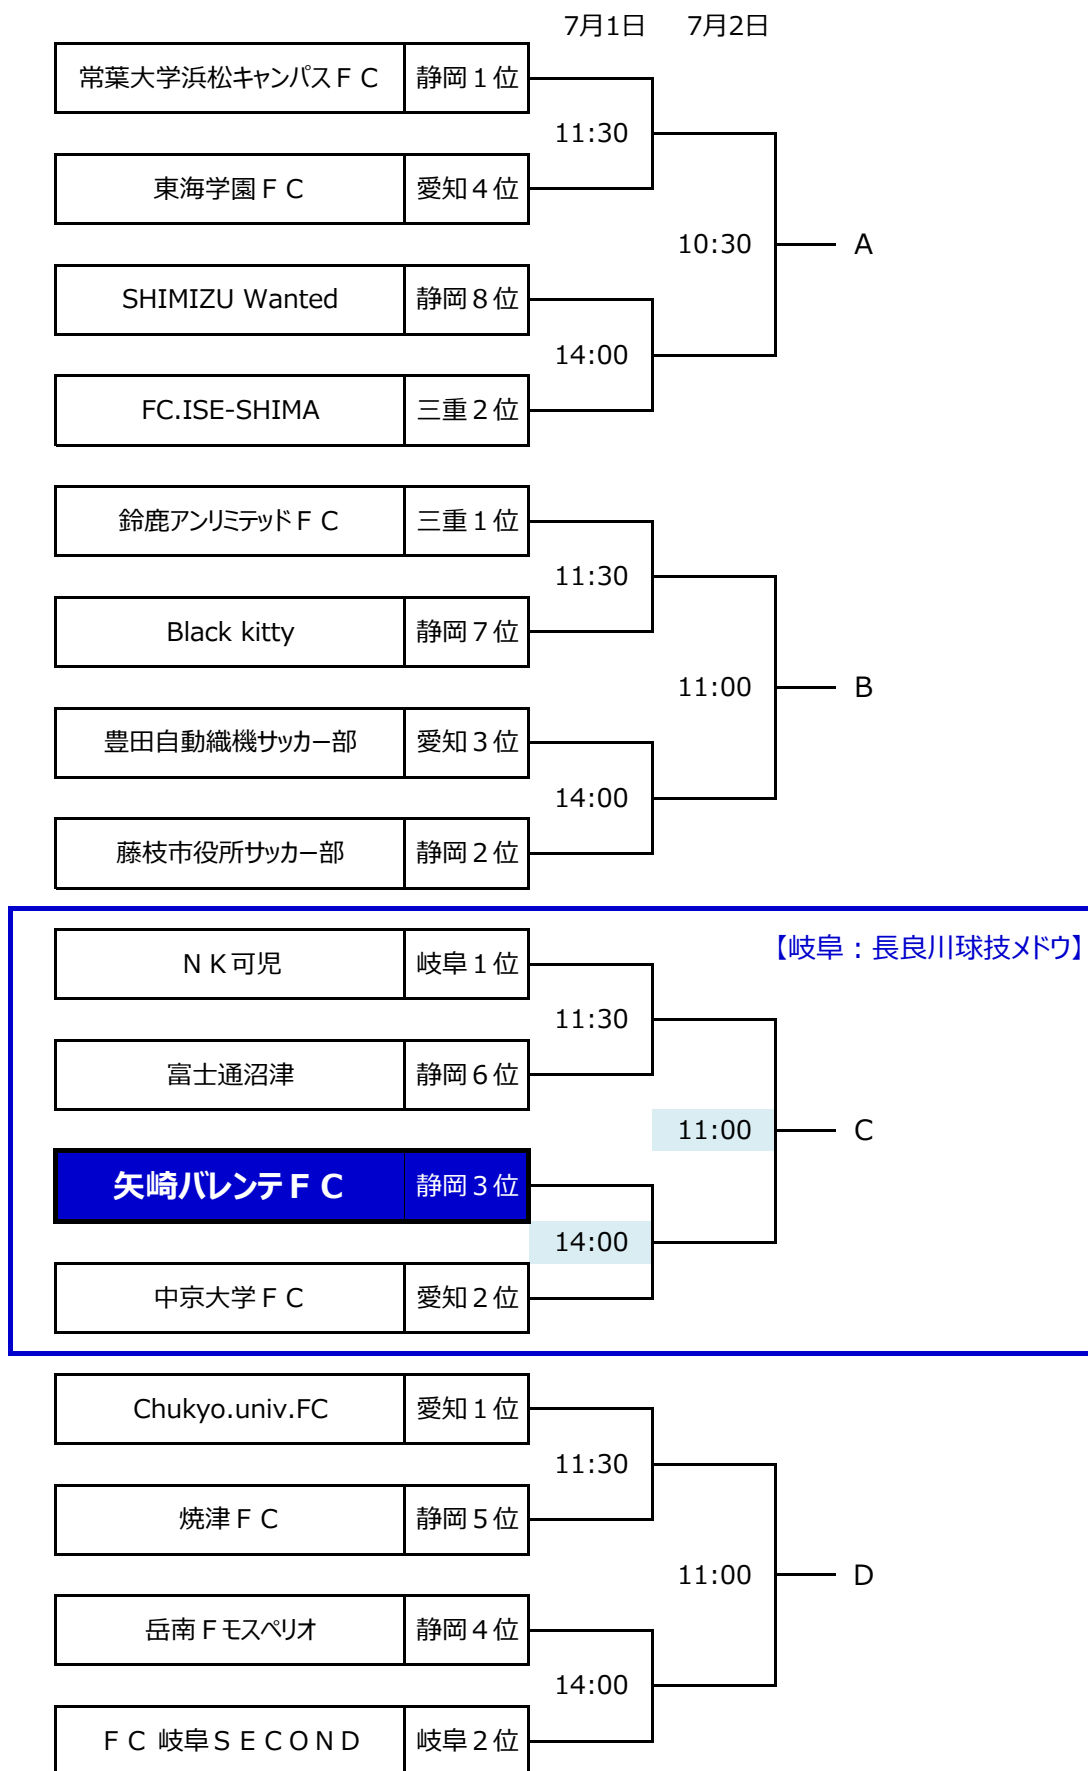 7月1日 7月2日
常葉大学浜松キャンパスＦＣ 静岡１位
11:30
東海学園ＦＣ 愛知４位
10:30 A
SHIMIZU Wanted 静岡８位
14:00
FC.ISE-SHIMA 三重２位
鈴鹿アンリミテッドＦＣ 三重１位
11:30
Black kitty 静岡７位
11:00 B
豊田自動織機サッカー部 愛知３位
14:00
藤枝市役所サッカー部 静岡２位
【岐阜：長良川球技メドウ】
ＮＫ可児 岐阜１位
11:30
富士通沼津 静岡６位
11:00 C
矢崎バレンテＦＣ 静岡３位
14:00
中京大学ＦＣ 愛知２位
Chukyo.univ.FC 愛知１位
11:30
焼津ＦＣ 静岡５位
11:00 D
岳南Ｆモスペリオ 静岡４位
14:00
ＦＣ岐阜ＳＥＣＯＮＤ 岐阜２位